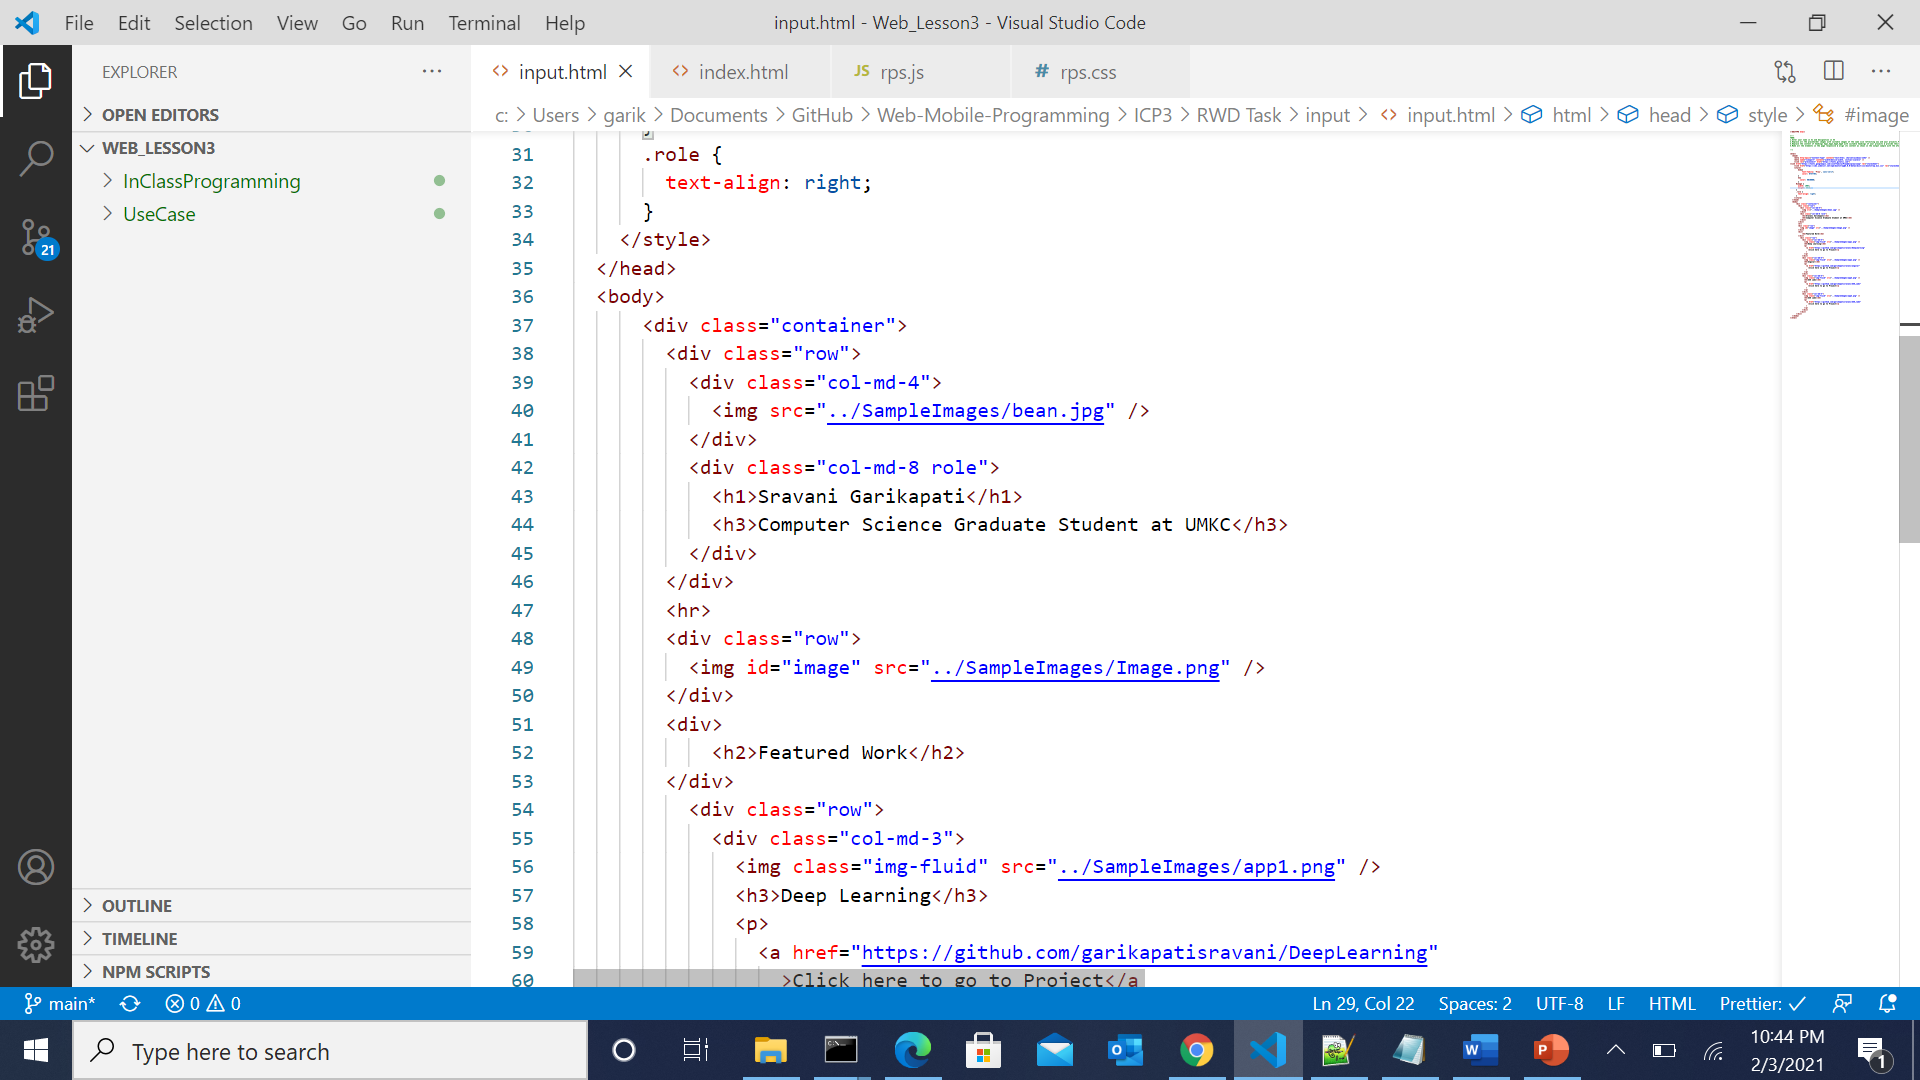 File Edit Selection View Go Run Terminal Help
input.html - Web_Lesson3 - Visual Studio Code
EXPLORER
OPEN EDITORS
WEB_LESSON3
InClassProgramming
UseCase
OUTLINE
TIMELINE
NPM SCRIPTS
21
input.html
index.html
JS rps.js
# rps.css
c: > Users > garik > Documents > GitHub > Web-Mobile-Programming > ICP3 > RWD Task > input > input.html > html > head > style > #image
31 .role {
32 text-align: right;
33 }
34 </style>
35 </head>
36 <body>
37 <div class="container">
38 <div class="row">
39 <div class="col-md-4">
40 <img src="../SampleImages/bean.jpg" />
41 </div>
42 <div class="col-md-8 role">
43 <h1>Sravani Garikapati</h1>
44 <h3>Computer Science Graduate Student at UMKC</h3>
45 </div>
46 </div>
47 <hr>
48 <div class="row">
49 <img id="image" src="../SampleImages/Image.png" />
50 </div>
51 <div>
52 <h2>Featured Work</h2>
53 </div>
54 <div class="row">
55 <div class="col-md-3">
56 <img class="img-fluid" src="../SampleImages/app1.png" />
57 <h3>Deep Learning</h3>
58 <p>
59 <a href="https://github.com/garikapatisravani/DeepLearning"
60 >Click here to go to Project</a
main* 0 0
Ln 29, Col 22 Spaces: 2 UTF-8 LF HTML Prettier: ✓
Type here to search
10:44 PM
2/3/2021
1